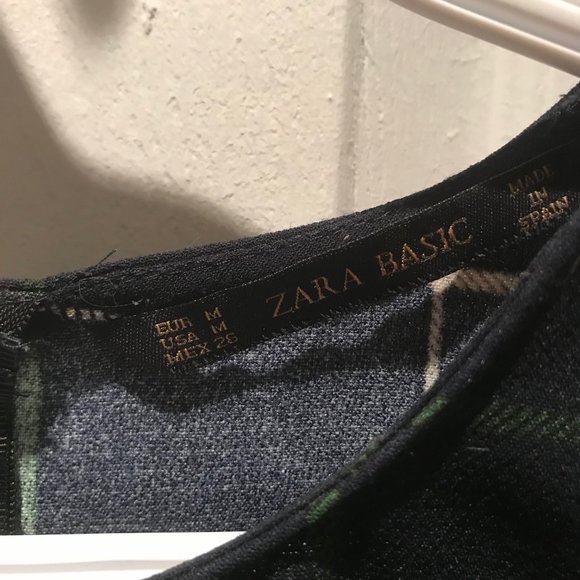 EUR M
USA M
MEX 26
ZARA BASIC
MADE
IN
SPAIN